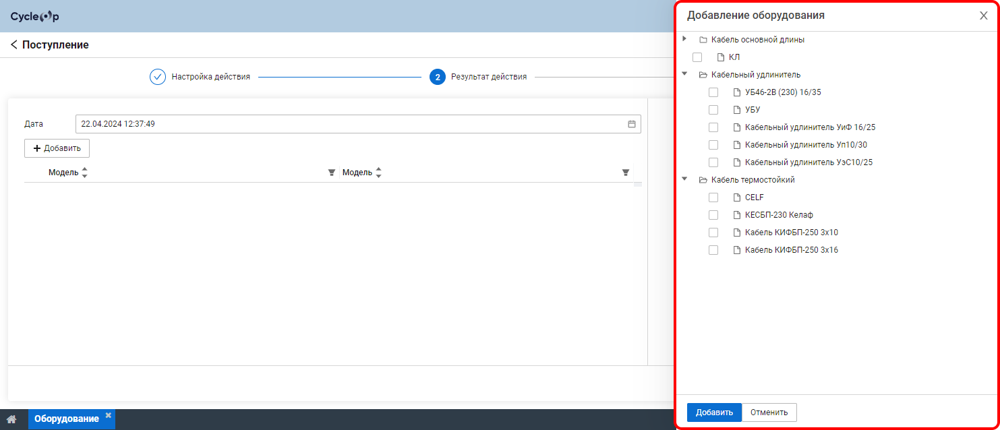 CycleOp
Поступление
Настройка действия
2 Результат действия
Дата 22.04.2024 12:37:49
Добавить
Модель Модель
Оборудование
Добавление оборудования
Кабель основной длины
КЛ
Кабельный удлинитель
УБ46-2В (230) 16/35
УБУ
Кабельный удлинитель УиФ 16/25
Кабельный удлинитель Уп10/30
Кабельный удлинитель УэС10/25
Кабель термостойкий
CELF
КЕСБП-230 Келаф
Кабель КИФБП-250 3х10
Кабель КИФБП-250 3х16
Добавить Отменить